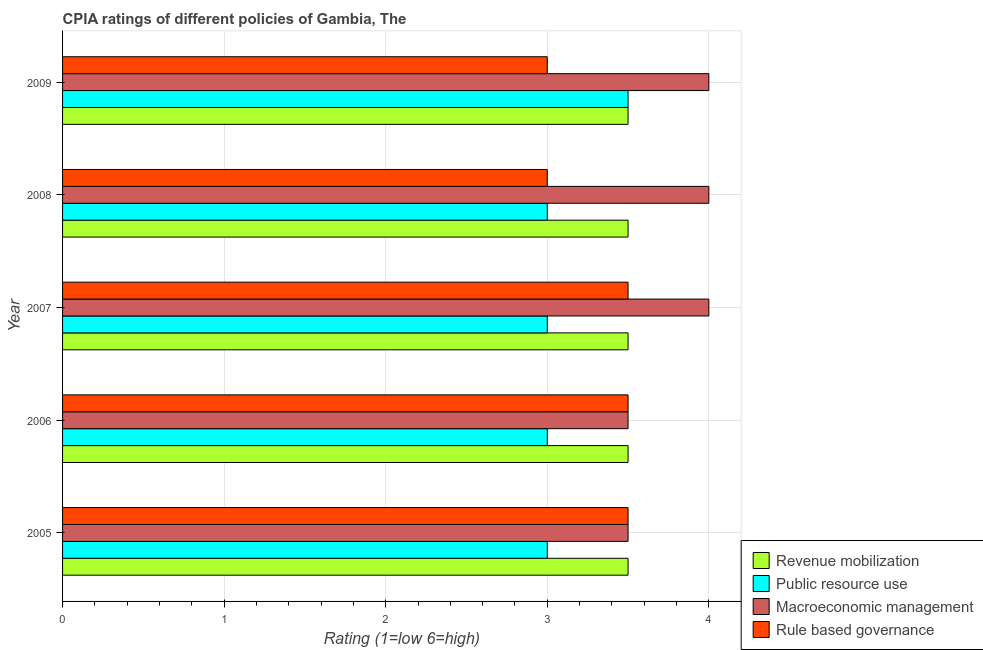 CPIA ratings of different policies of Gambia, The
2009
2008
2007
2006
2005
Year
0
1
2
3
4
Rating (1=low 6=high)
Revenue mobilization
Public resource use
Macroeconomic management
Rule based governance